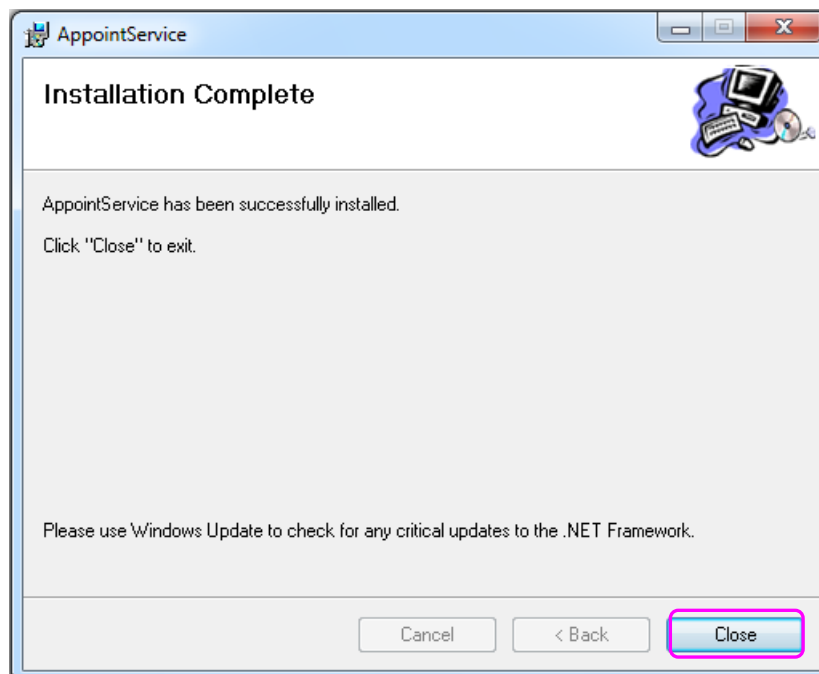 AppointService
Installation Complete
AppointService has been successfully installed.
Click "Close" to exit.
Please use Windows Update to check for any critical updates to the .NET Framework.
Cancel
< Back
Close